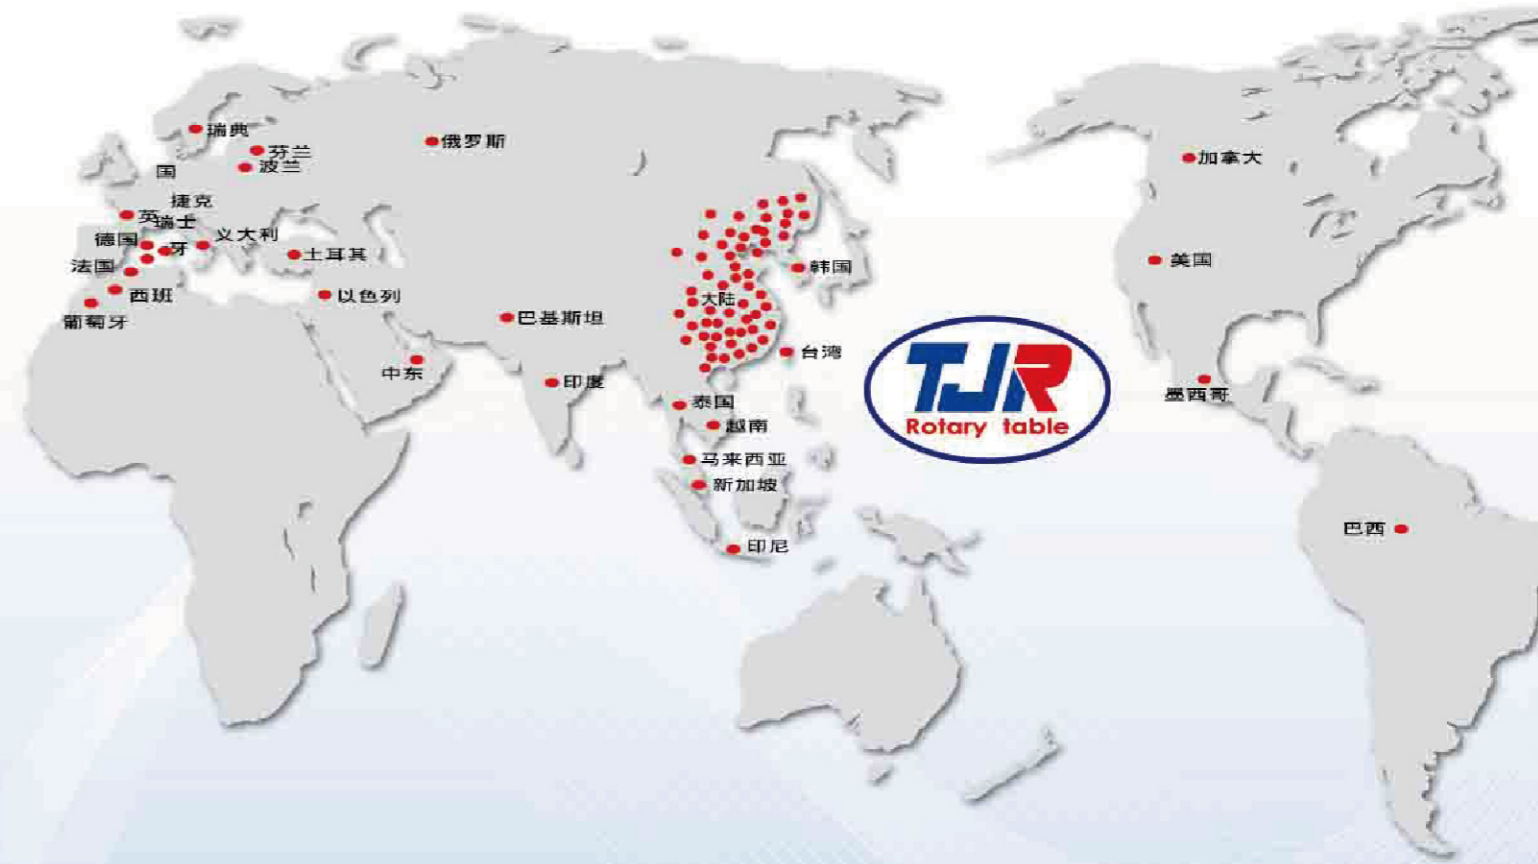 瑞典
芬兰
波兰
俄罗斯
国
捷克
英
瑞士
德国
牙
义大利
土耳其
法国
西班
以色列
葡萄牙
中东
巴基斯坦
印度
大陆
韩国
台湾
泰国
越南
马来西亚
新加坡
印尼
TJR
Rotary table
加拿大
美国
墨西哥
巴西